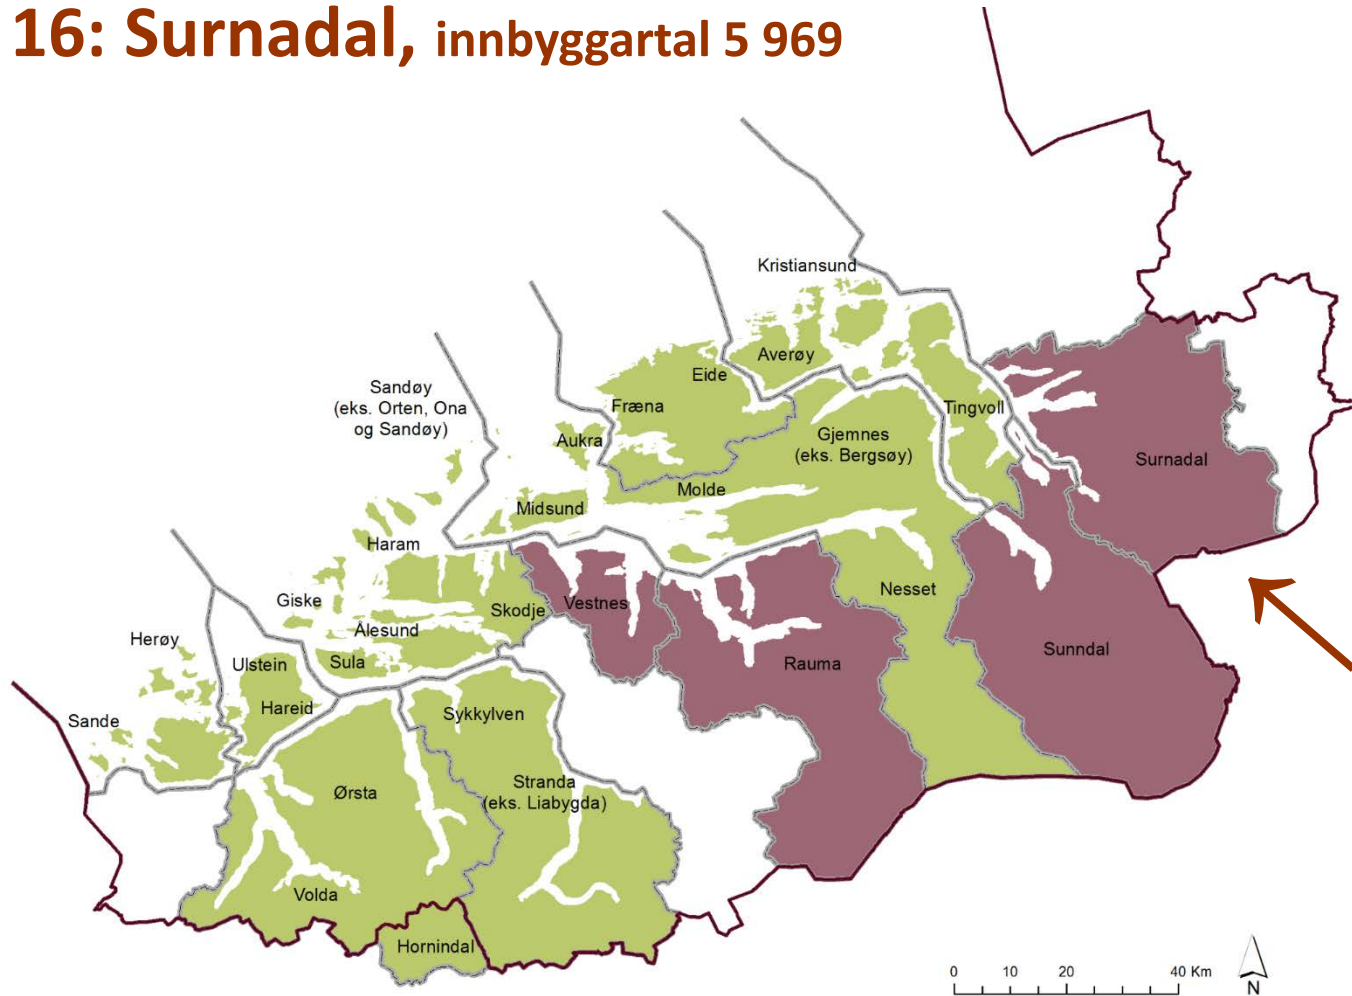 16: Surnadal, innbyggartal 5 969
Kristiansund
Averøy
Eide
Sandøy
(eks. Orten, Ona
og Sandøy)
Fræna
Tingvoll
Aukra
Gjemnes
(eks. Bergsøy)
Surnadal
Molde
Midsund
Haram
Nesset
Giske
Skodje
Vestnes
Ålesund
Herøy
Ulstein
Sula
Rauma
Sunndal
Hareid
Sykkylven
Sande
Stranda
(eks. Liabygda)
Ørsta
Volda
Hornindal
0 10 20 40 Km
N